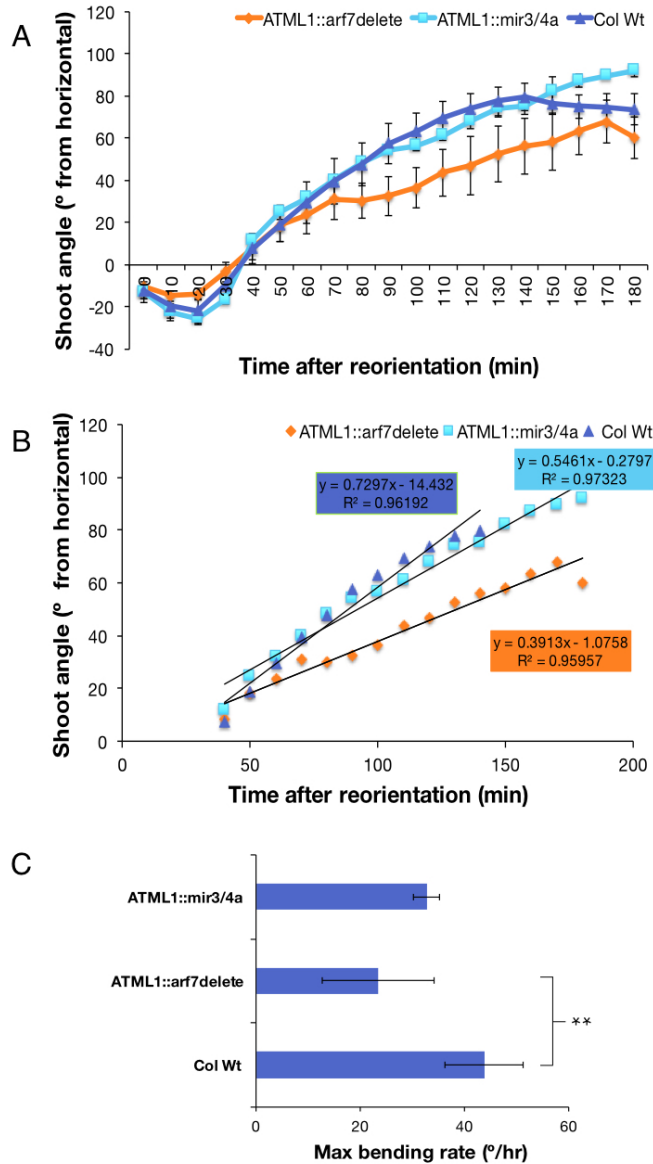 A
ATML1::arf7delete ATML1::mir3/4a Col Wt
Shoot angle (º from horizontal)
120
100
80
60
40
20
0
-20
-40
0 10 20 30 40 50 60 70 80 90 100 110 120 130 140 150 160 170 180
Time after reorientation (min)
B
ATML1::arf7delete ATML1::mir3/4a Col Wt
Shoot angle (º from horizontal)
120
100
80
60
40
20
0
y = 0.7297x - 14.432
R² = 0.96192
y = 0.5461x - 0.2797
R² = 0.97323
y = 0.3913x - 1.0758
R² = 0.95957
0 50 100 150 200
Time after reorientation (min)
C
ATML1::mir3/4a
ATML1::arf7delete
Col Wt
**
0 20 40 60
Max bending rate (º/hr)